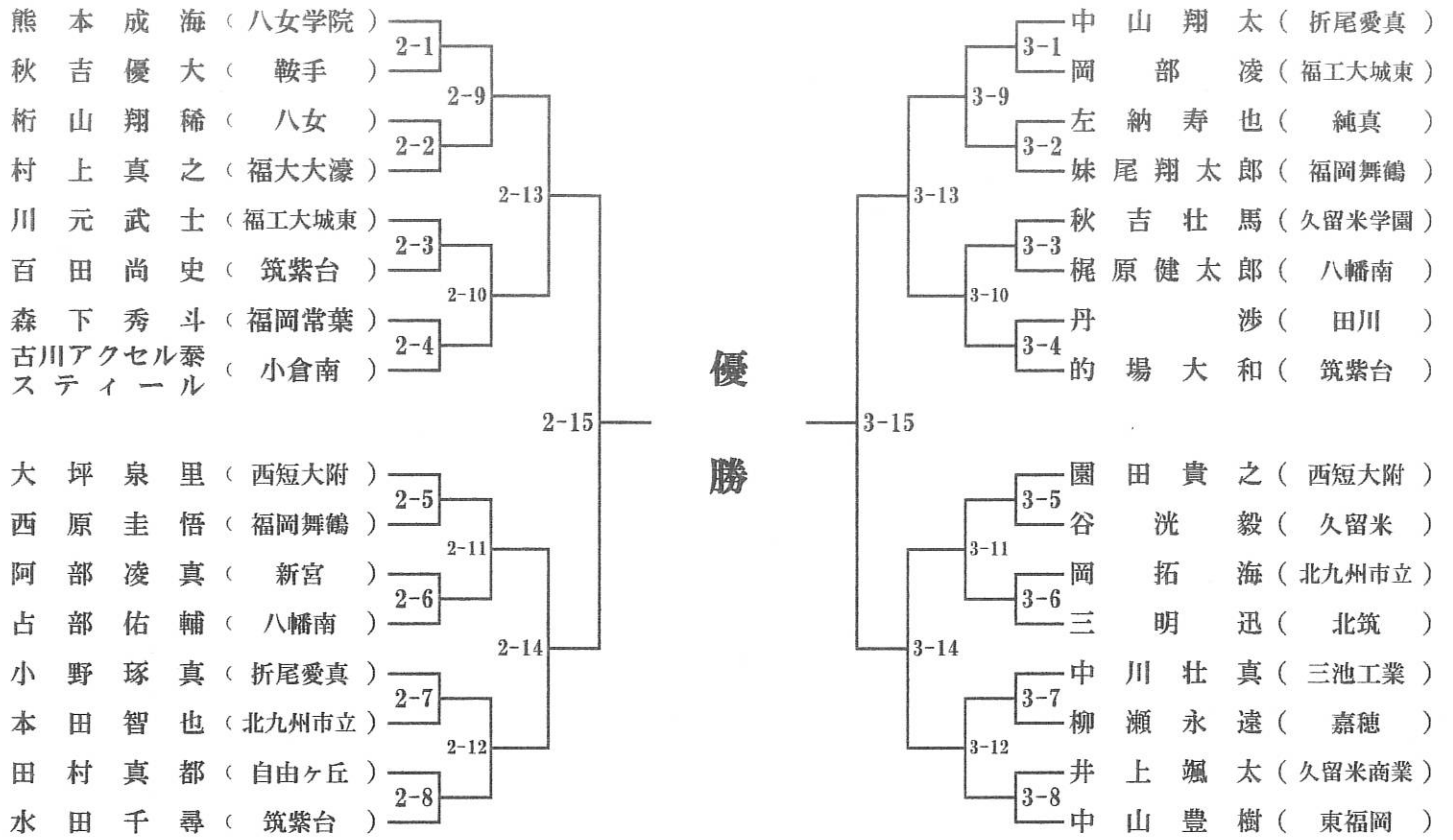 熊本成海（八女学院）
2-1
秋吉優大（鞍手）
2-9
桁山翔稀（八女）
2-2
村上真之（福大大濠）
2-13
川元武士（福工大城東）
2-3
百田尚史（筑紫台）
2-10
森下秀斗（福岡常葉）
2-4
古川アクセル泰
スティール（小倉南）
2-15
大坪泉里（西短大附）
2-5
西原圭悟（福岡舞鶴）
2-11
阿部凌真（新宮）
2-6
占部佑輔（八幡南）
2-14
小野琢真（折尾愛真）
2-7
本田智也（北九州市立）
2-12
田村真都（自由ヶ丘）
2-8
水田千尋（筑紫台）
優
勝
中山翔太（折尾愛真）
3-1
岡部凌（福工大城東）
3-9
左納寿也（純真）
3-2
妹尾翔太郎（福岡舞鶴）
3-13
秋吉壮馬（久留米学園）
3-3
梶原健太郎（八幡南）
3-10
丹渉（田川）
3-4
的場大和（筑紫台）
3-15
園田貴之（西短大附）
3-5
谷洸毅（久留米）
3-11
岡拓海（北九州市立）
3-6
三明迅（北筑）
3-14
中川壮真（三池工業）
3-7
柳瀬永遠（嘉穂）
3-12
井上颯太（久留米商業）
3-8
中山豊樹（東福岡）